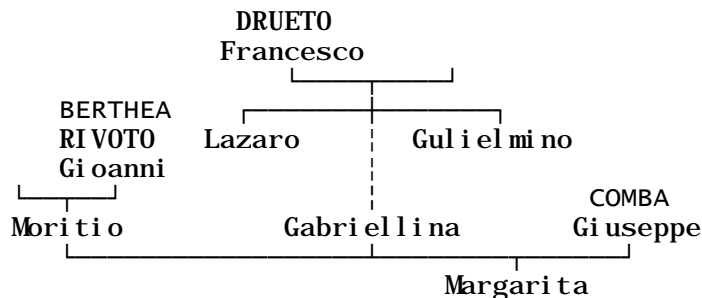 DRUETO
Francesco
BERTHEA
RIVOTO
Gioanni
Lazaro Gulielmino
COMBA
Moritio Gabriellina Giuseppe
Margarita